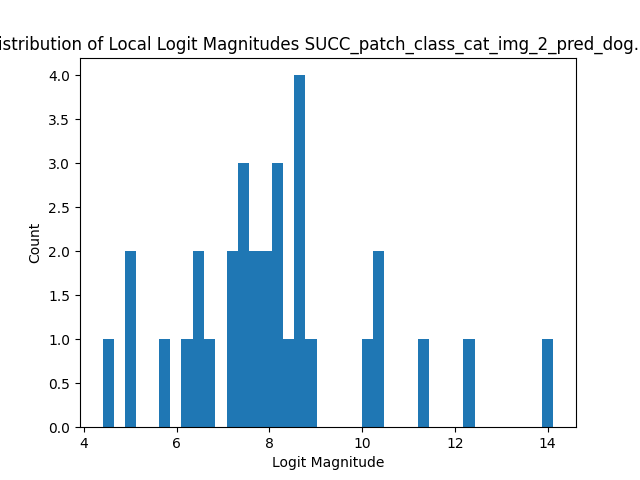 istribution of Local Logit Magnitudes SUCC_patch_class_cat_img_2_pred_dog.
4.0
3.5
3.0
2.5
2.0
1.5
1.0
0.5
0.0
Count
4 6 8 10 12 14
Logit Magnitude